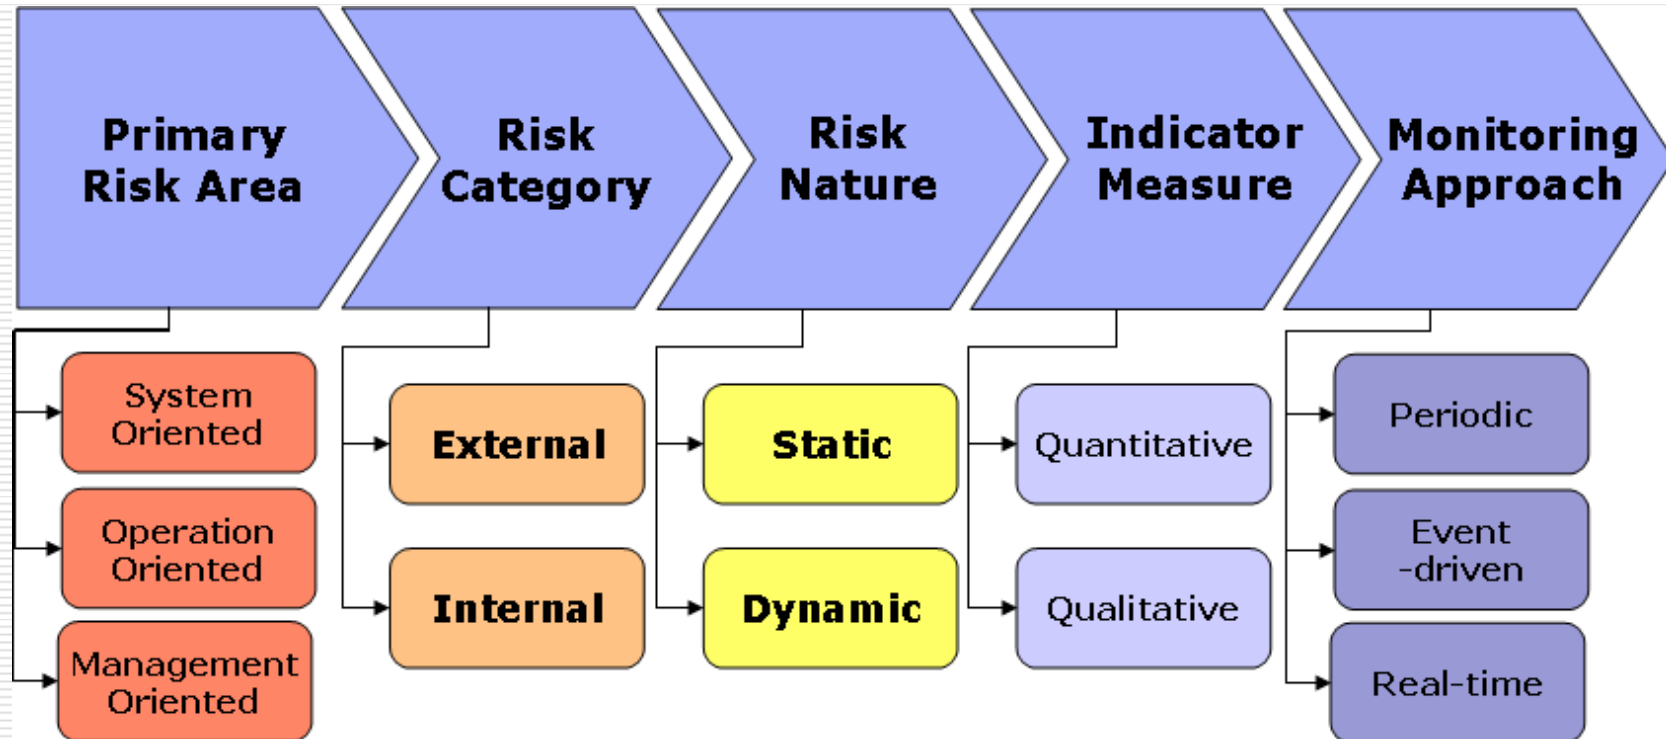 Primary
Risk Area
Risk
Category
Risk
Nature
Indicator
Measure
Monitoring
Approach
System
Oriented
Operation
Oriented
Management
Oriented
External
Internal
Static
Dynamic
Quantitative
Qualitative
Periodic
Event
-driven
Real-time